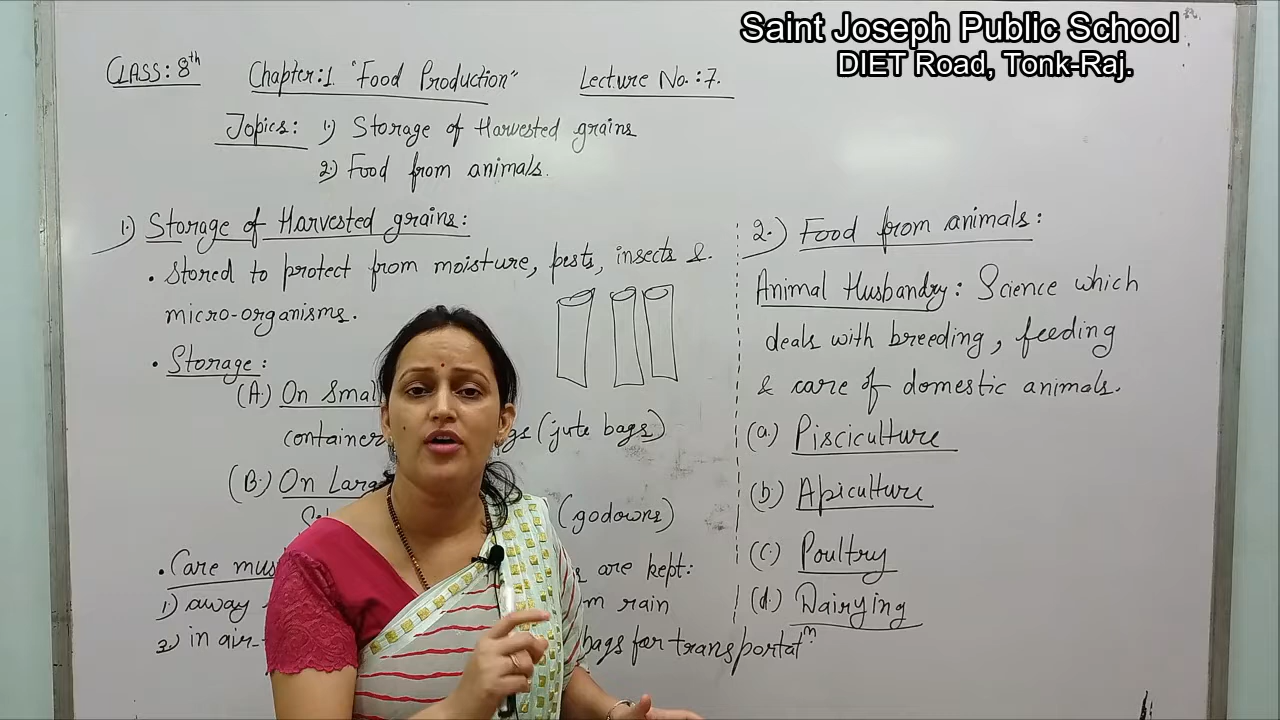 Saint Joseph Public School
DIET Road, Tonk-Raj.
CLASS: 8th
Chapter:1. "Food Production"
Lecture No.:7.
Topics: 1.) Storage of Harvested grains
2.) Food from animals.
1.) Storage of Harvested grains:
• Stored to protect from moisture, pests, insects &
micro-organisms.
• Storage:
(A.) On Small
container gs (jute bags)
(B.) On Larg
(godowns)
• Care mus s are kept:
1) away m rain
2) in air- bags for transportatn.
2.) Food from animals:
Animal Husbandry: Science which
deals with breeding, feeding
& care of domestic animals.
(a.) Pisciculture
(b.) Apiculture
(c.) Poultry
(d.) Dairying